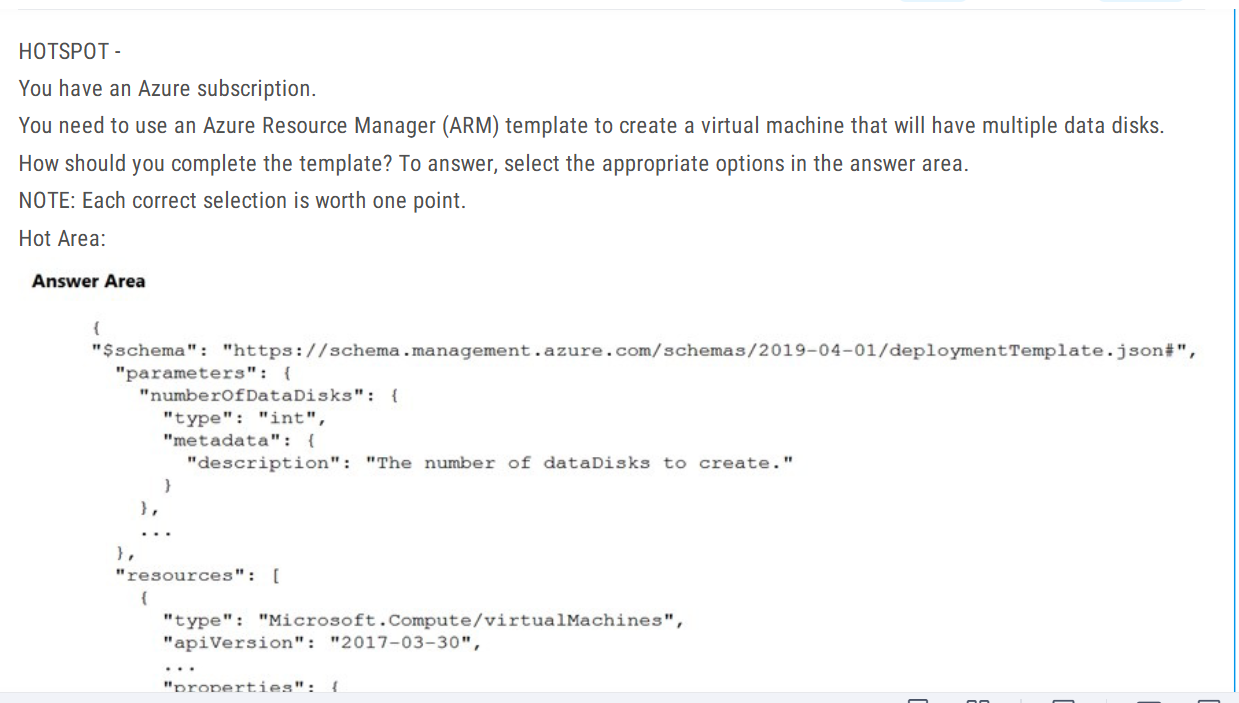 HOTSPOT -
You have an Azure subscription.
You need to use an Azure Resource Manager (ARM) template to create a virtual machine that will have multiple data disks.
How should you complete the template? To answer, select the appropriate options in the answer area.
NOTE: Each correct selection is worth one point.
Hot Area:
Answer Area
{
"$schema": "https://schema.management.azure.com/schemas/2019-04-01/deploymentTemplate.json#",
"parameters": {
"numberOfDataDisks": {
"type": "int",
"metadata": {
"description": "The number of dataDisks to create."
}
},
...
},
"resources": [
{
"type": "Microsoft.Compute/virtualMachines",
"apiVersion": "2017-03-30",
...
"properties": {